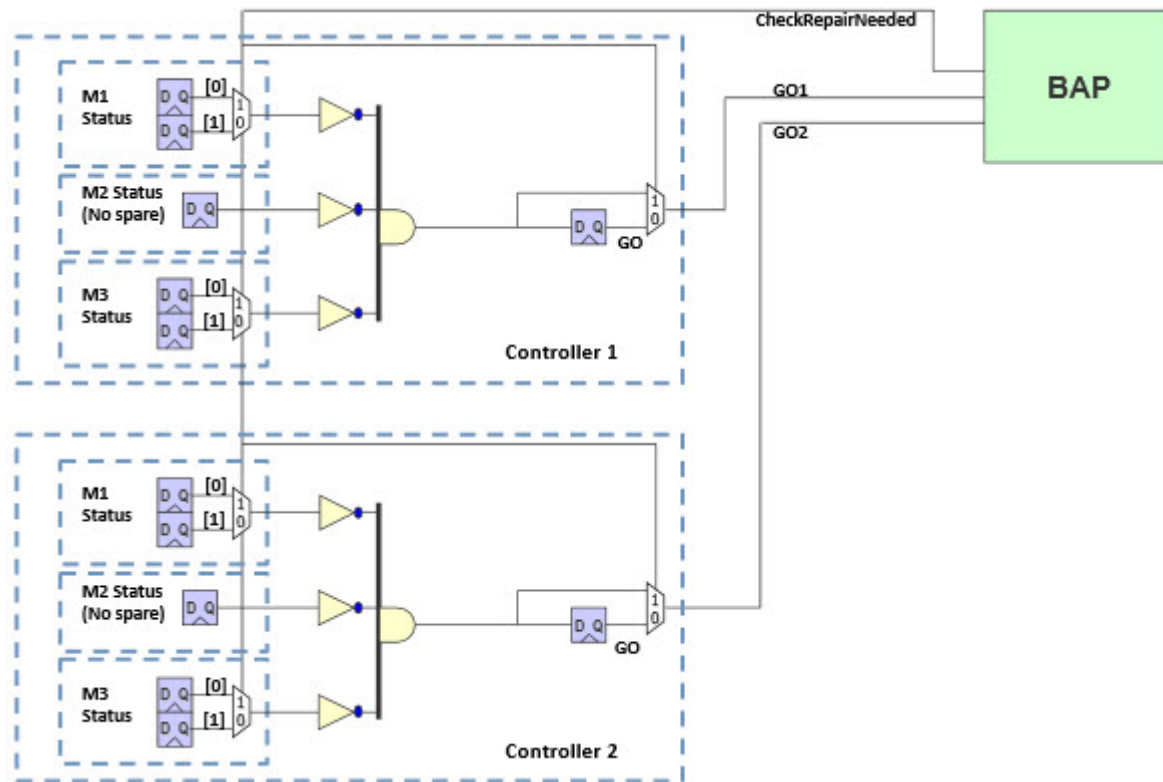 CheckRepairNeeded
BAP
M1
Status
D Q
[0]
D Q
[1]
1
0
GO1
GO2
M2 Status
(No spare)
D Q
1
0
D Q
GO
M3
Status
D Q
[0]
D Q
[1]
1
0
Controller 1
M1
Status
D Q
[0]
D Q
[1]
1
0
M2 Status
(No spare)
D Q
1
0
D Q
GO
M3
Status
D Q
[0]
D Q
[1]
1
0
Controller 2